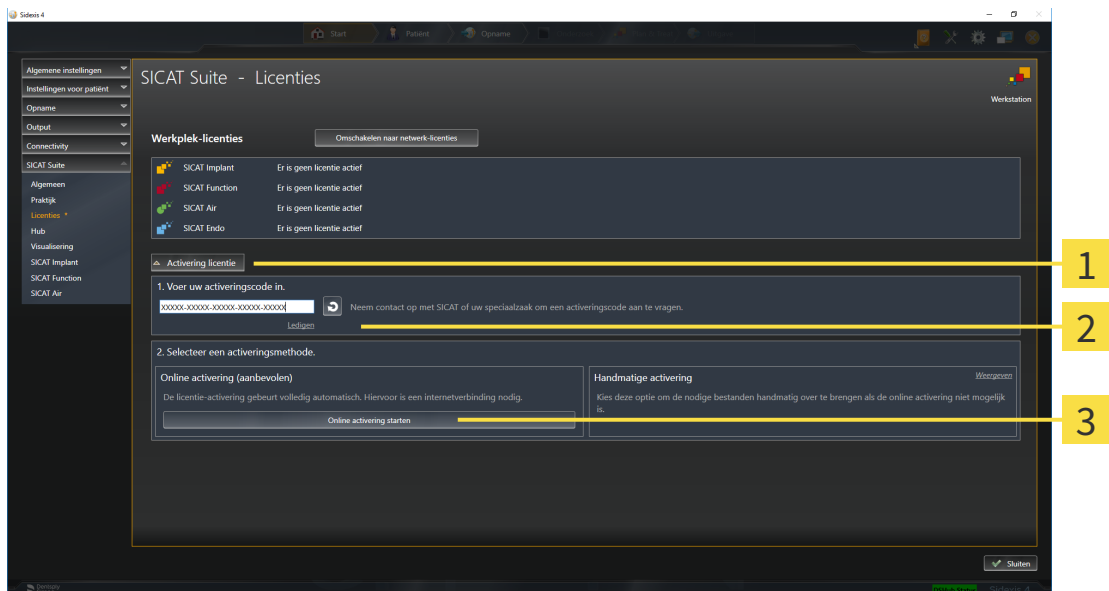 Sidexis 4
Start
Patiënt
Opname
Algemene instellingen
Instellingen voor patiënt
Opname
Output
Connectivity
SICAT Suite
Algemeen
Praktijk
Licenties *
Hub
Visualisering
SICAT Implant
SICAT Function
SICAT Air
SICAT Suite - Licenties
Werkstation
Werkplek-licenties
Omschakelen naar netwerk-licenties
SICAT Implant Er is geen licentie actief
SICAT Function Er is geen licentie actief
SICAT Air Er is geen licentie actief
SICAT Endo Er is geen licentie actief
Activering licentie
1
1. Voer uw activeringscode in.
XXXXX-XXXXX-XXXXX-XXXXX-XXXXX
Neem contact op met SICAT of uw speciaalzaak om een activeringscode aan te vragen.
Ledigen
2
2. Selecteer een activeringsmethode.
Online activering (aanbevolen)
De licentie-activering gebeurt volledig automatisch. Hiervoor is een internetverbinding nodig.
Online activering starten
Handmatige activering
Weergeven
Kies deze optie om de nodige bestanden handmatig over te brengen als de online activering niet mogelijk
is.
3
Sluiten
Dentsply
Sidexis 4